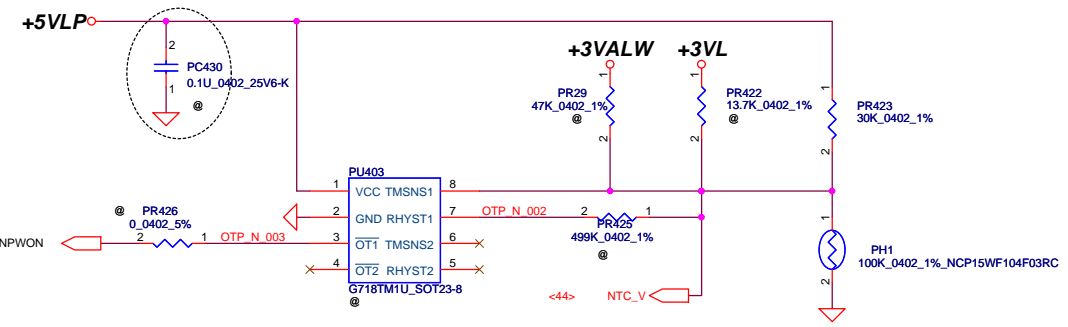 +5VLP
2
PC430
0.1U_0402_25V6-K
1
@
+3VALW
+3VL
1
PR29
47K_0402_1%
@
2
1
PR422
13.7K_0402_1%
@
2
1
PR423
30K_0402_1%
2
PU403
1 VCC TMSNS1 8
2 GND RHYST1 7
3 OT1 TMSNS2 6
4 OT2 RHYST2 5
G718TM1U_SOT23-8
@
OTP_N_002
2 1
PR425
499K_0402_1%
@
@
PR426
0_0402_5%
2 1
OTP_N_003
NPWON
<44>
NTC_V
1
PH1
100K_0402_1%_NCP15WF104F03RC
2